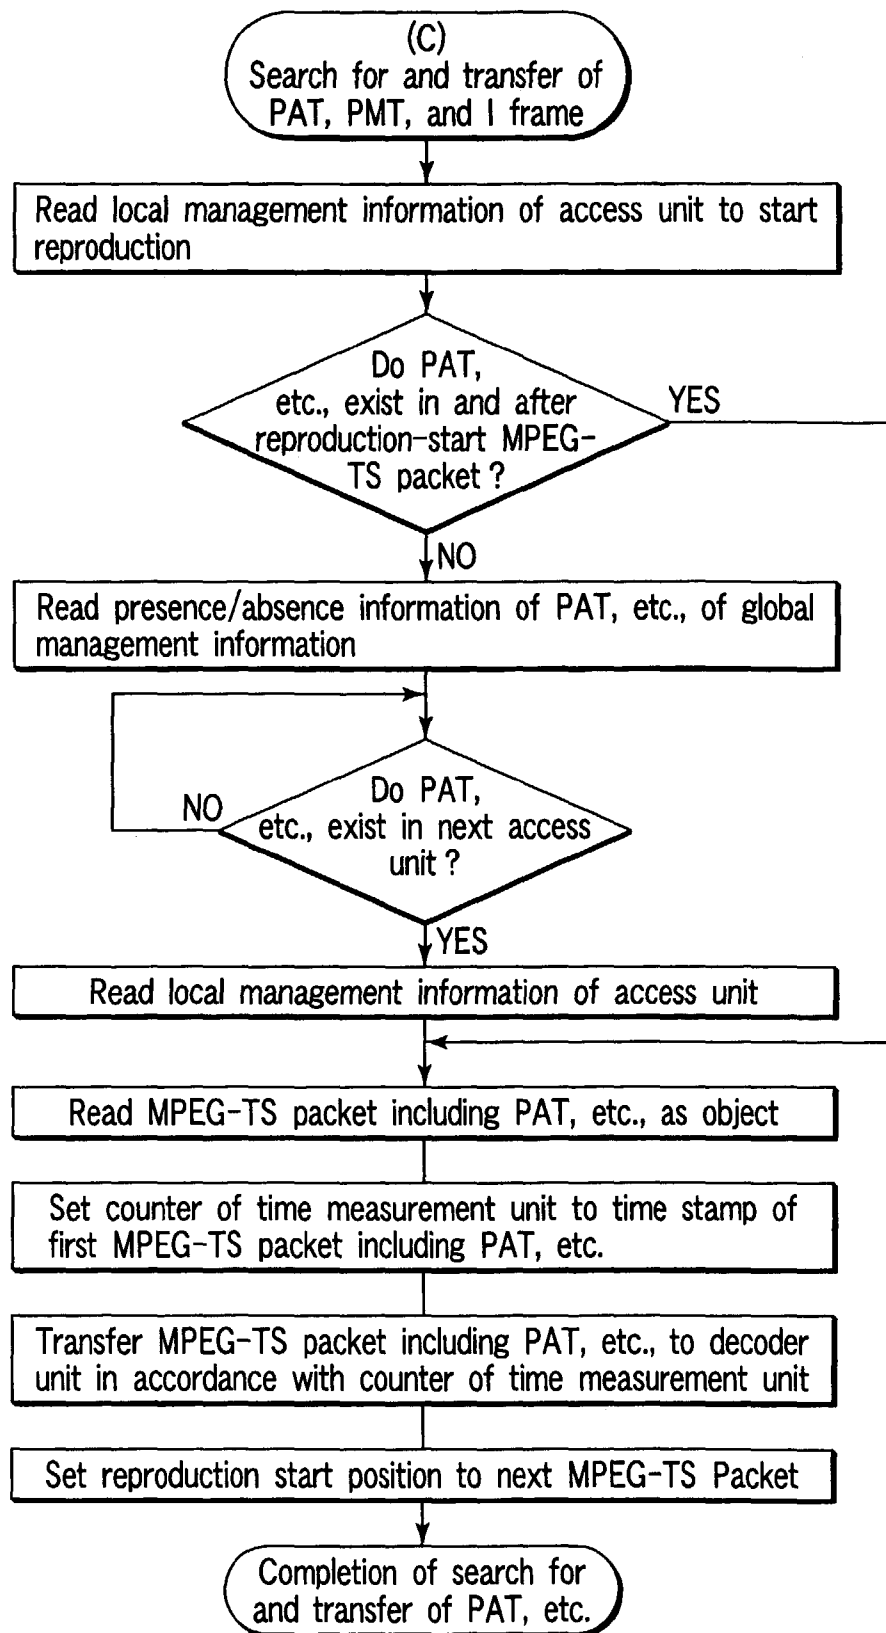 (C)
Search for and transfer of
PAT, PMT, and I frame
Read local management information of access unit to start
reproduction
Do PAT,
etc., exist in and after
reproduction-start MPEG-
TS packet?
YES
NO
Read presence/absence information of PAT, etc., of global
management information
Do PAT,
etc., exist in next access
unit?
NO
YES
Read local management information of access unit
Read MPEG-TS packet including PAT, etc., as object
Set counter of time measurement unit to time stamp of
first MPEG-TS packet including PAT, etc.
Transfer MPEG-TS packet including PAT, etc., to decoder
unit in accordance with counter of time measurement unit
Set reproduction start position to next MPEG-TS Packet
Completion of search for
and transfer of PAT, etc.